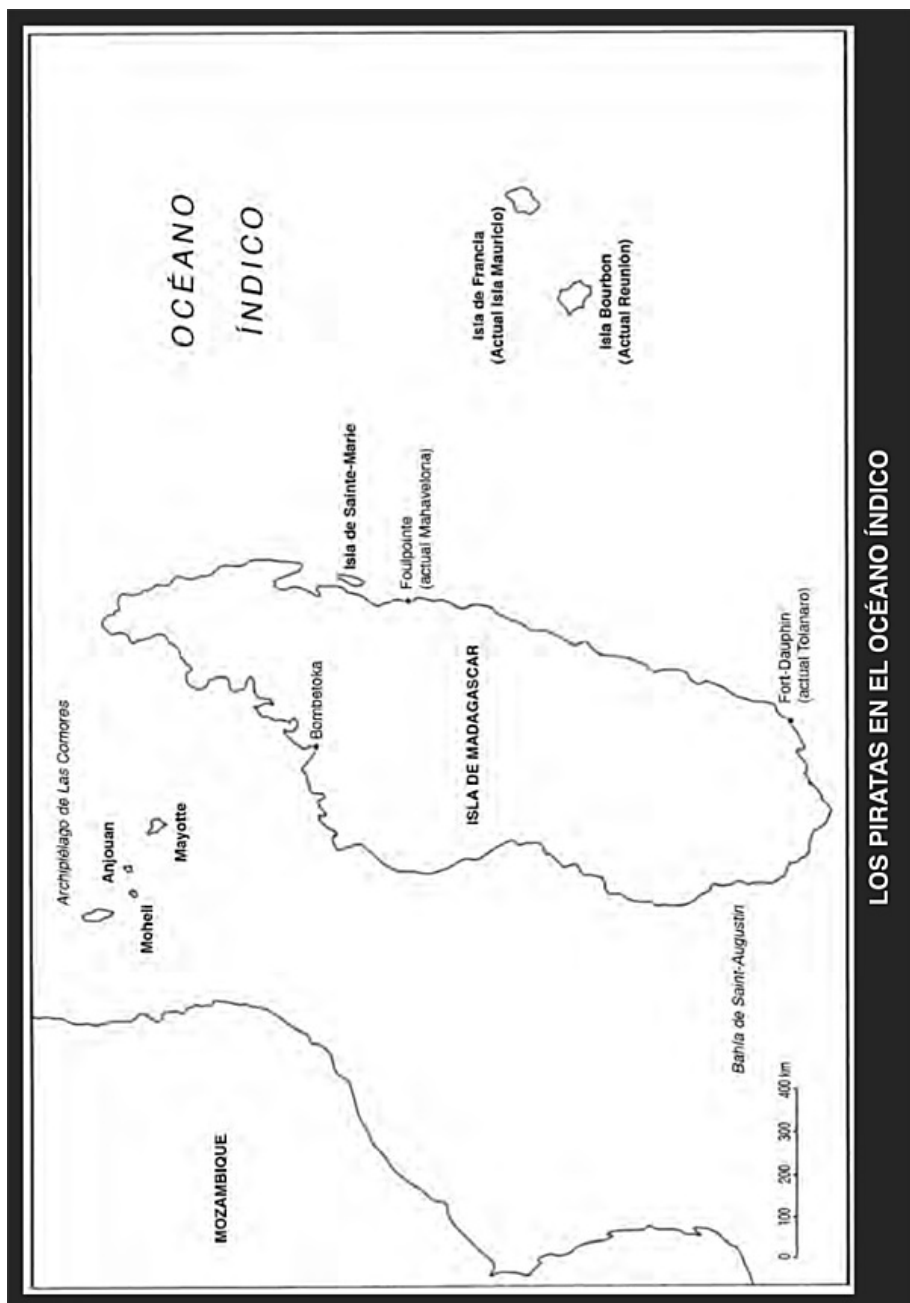 OCÉANO
ÍNDICO
Archipiélago de Las Comores
Anjouan
Moheli
Mayotte
MOZAMBIQUE
Bombetoka
Isla de Sainte-Marie
Foulpointe
(actual Mahavelona)
Isla de Francia
(Actual Isla Mauricio)
Isla Bourbon
(Actual Reunión)
ISLA DE MADAGASCAR
Fort-Dauphin
(actual Tolanaro)
Bahía de Saint-Augustin
0 100 200 300 400 km
LOS PIRATAS EN EL OCÉANO ÍNDICO